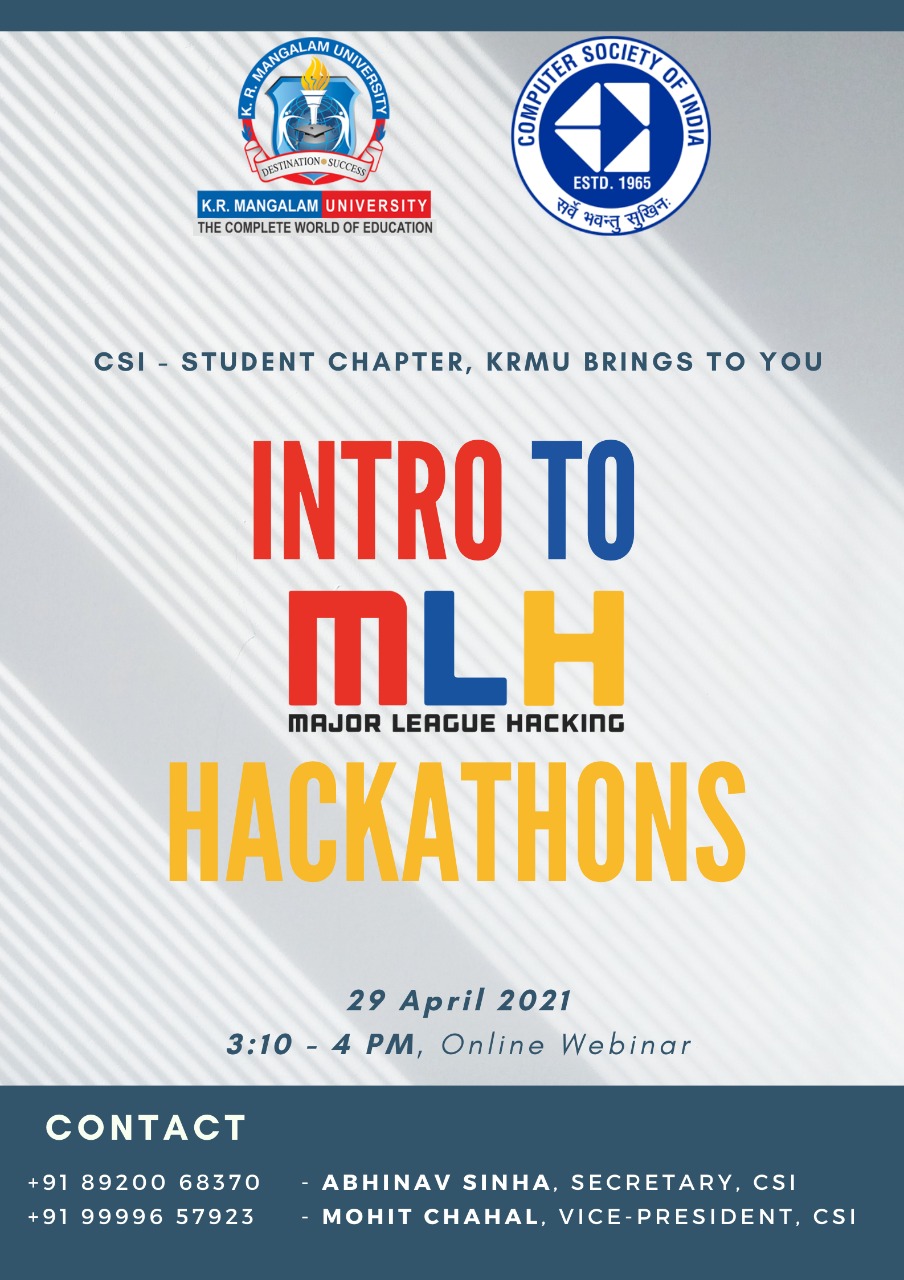 K. R. MANGALAM UNIVERSITY
DESTINATION SUCCESS
K.R. MANGALAM UNIVERSITY
THE COMPLETE WORLD OF EDUCATION
COMPUTER SOCIETY OF INDIA
ESTD. 1965
सर्वे भवन्तु सुखिनः
CSI - STUDENT CHAPTER, KRMU BRINGS TO YOU
INTRO TO
MLH
MAJOR LEAGUE HACKING
HACKATHONS
29 April 2021
3:10 - 4 PM, Online Webinar
CONTACT
+91 89200 68370 - ABHINAV SINHA, SECRETARY, CSI
+91 99996 57923 - MOHIT CHAHAL, VICE-PRESIDENT, CSI